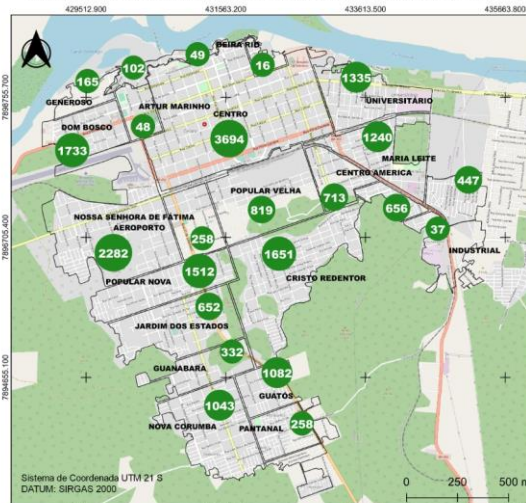 429512.900 431563.200 433613.500 435663.800
7898755.700
7896705.400
7894655.100
BEIRA RIO
49
16
102
165
1335
GENEROSO
ARTUR MARINHO
UNIVERSITÁRIO
CENTRO
DOM BOSCO
48
3694
1240
1733
MARIA LEITE
CENTRO AMERICA
447
POPULAR VELHA
713
819
656
NOSSA SENHORA DE FÁTIMA
AEROPORTO
258
37
INDUSTRIAL
2282
1651
1512
CRISTO REDENTOR
POPULAR NOVA
652
JARDIM DOS ESTADOS
332
GUANABARA
1082
GUATÓS
1043
NOVA CORUMBA
PANTANAL
258
Sistema de Coordenada UTM 21 S
DATUM: SIRGAS 2000
0 250 500 m